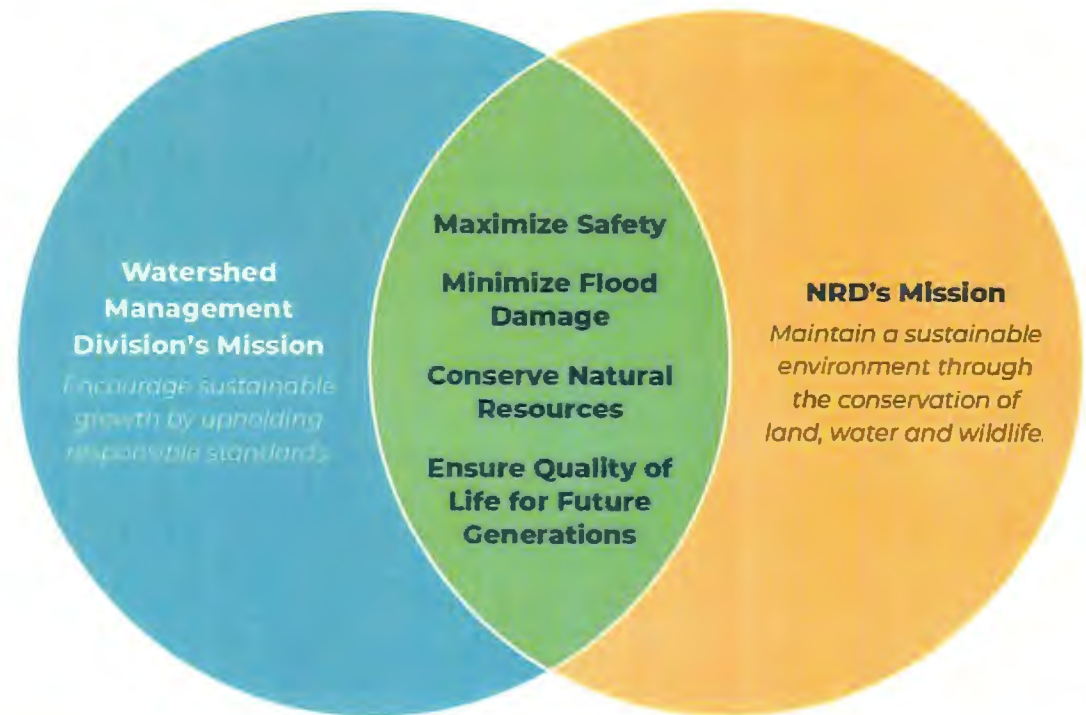 Watershed
Management
Division's Mission
Encourage sustainable
growth by upholding
responsible standards.
Maximize Safety
Minimize Flood
Damage
Conserve Natural
Resources
Ensure Quality of
Life for Future
Generations
NRD's Mission
Maintain a sustainable
environment through
the conservation of
land, water and wildlife.